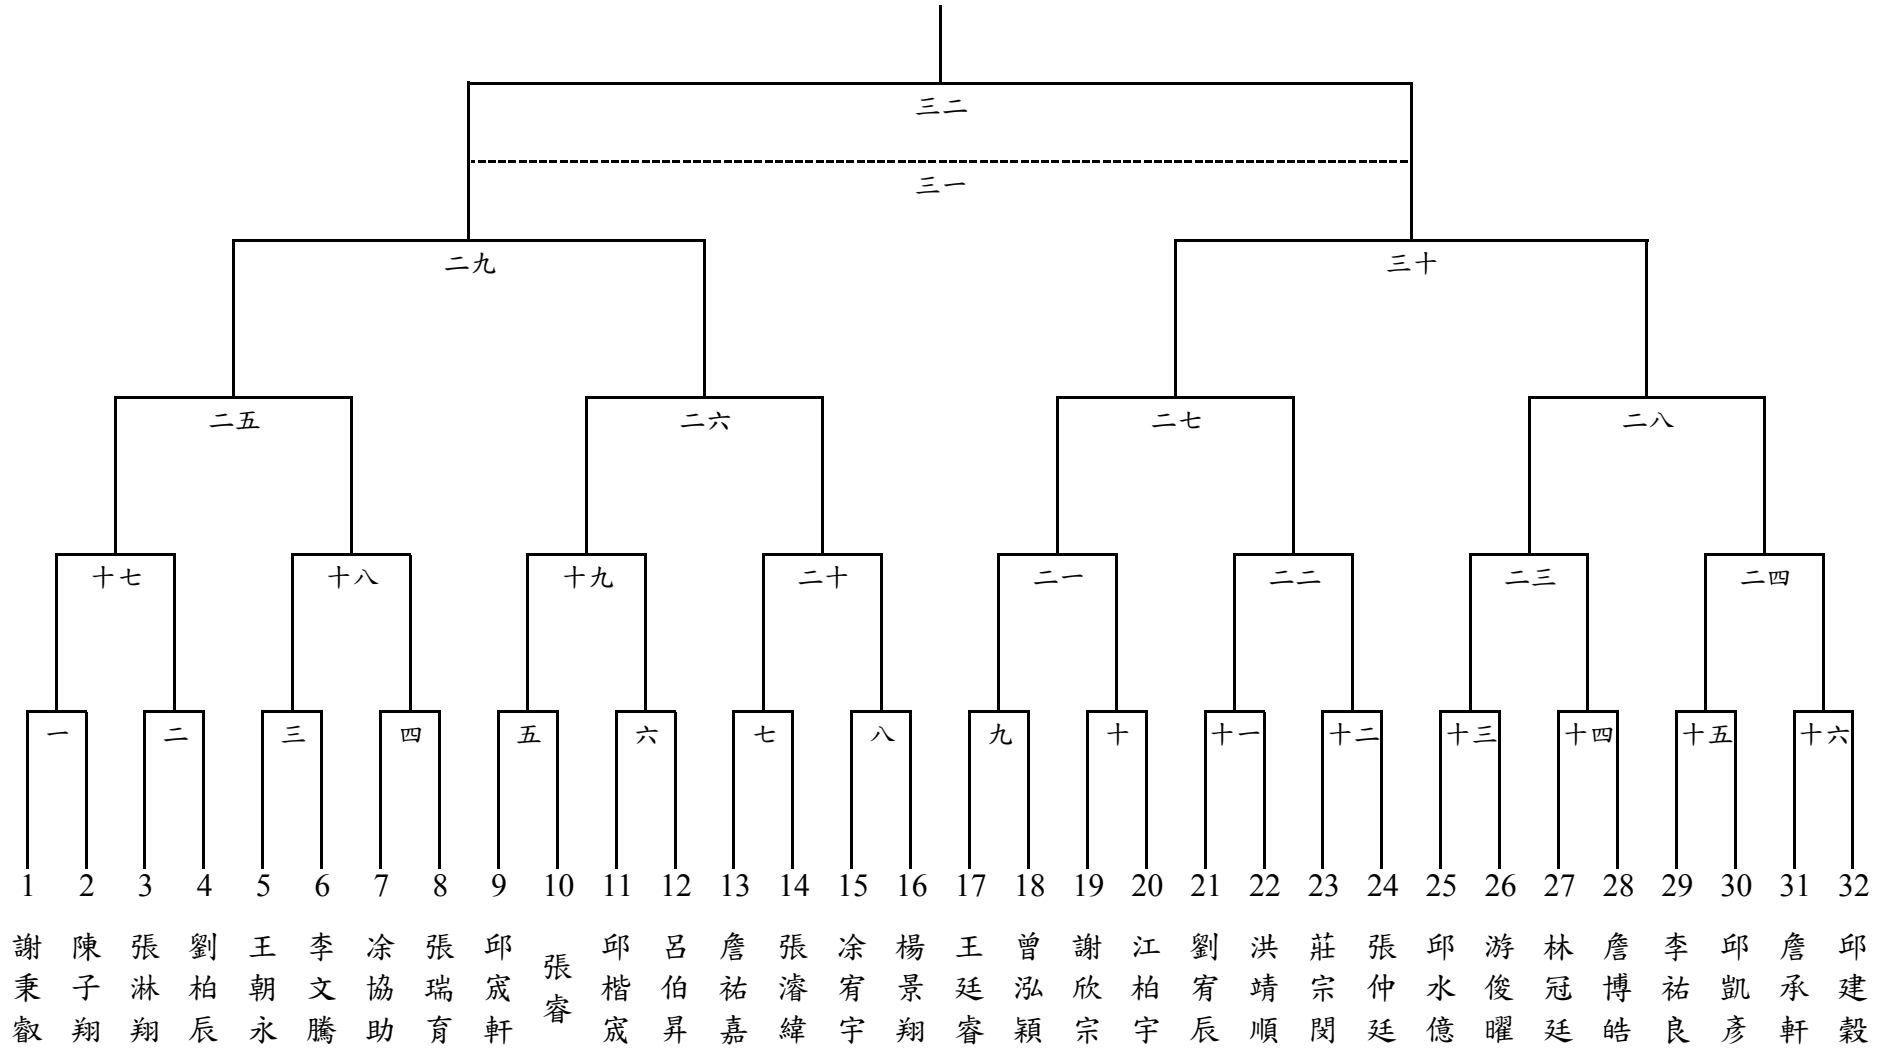 三二
三一
二九 三十
二五 二六 二七 二八
十七 十八 十九 二十 二一 二二 二三 二四
一 二 三 四 五 六 七 八 九 十 十一 十二 十三 十四 十五 十六
1 2 3 4 5 6 7 8 9 10 11 12 13 14 15 16 17 18 19 20 21 22 23 24 25 26 27 28 29 30 31 32
謝秉叡
陳子翔
張淋翔
劉柏辰
王朝永
李文騰
凃協助
張瑞育
邱宬軒
張睿
邱楷宬
呂伯昇
詹祐嘉
張濬緯
凃宥宇
楊景翔
王廷睿
曾泓穎
謝欣宗
江柏宇
劉宥辰
洪靖順
莊宗閔
張仲廷
邱水億
游俊曜
林冠廷
詹博皓
李祐良
邱凱彥
詹承軒
邱建穀